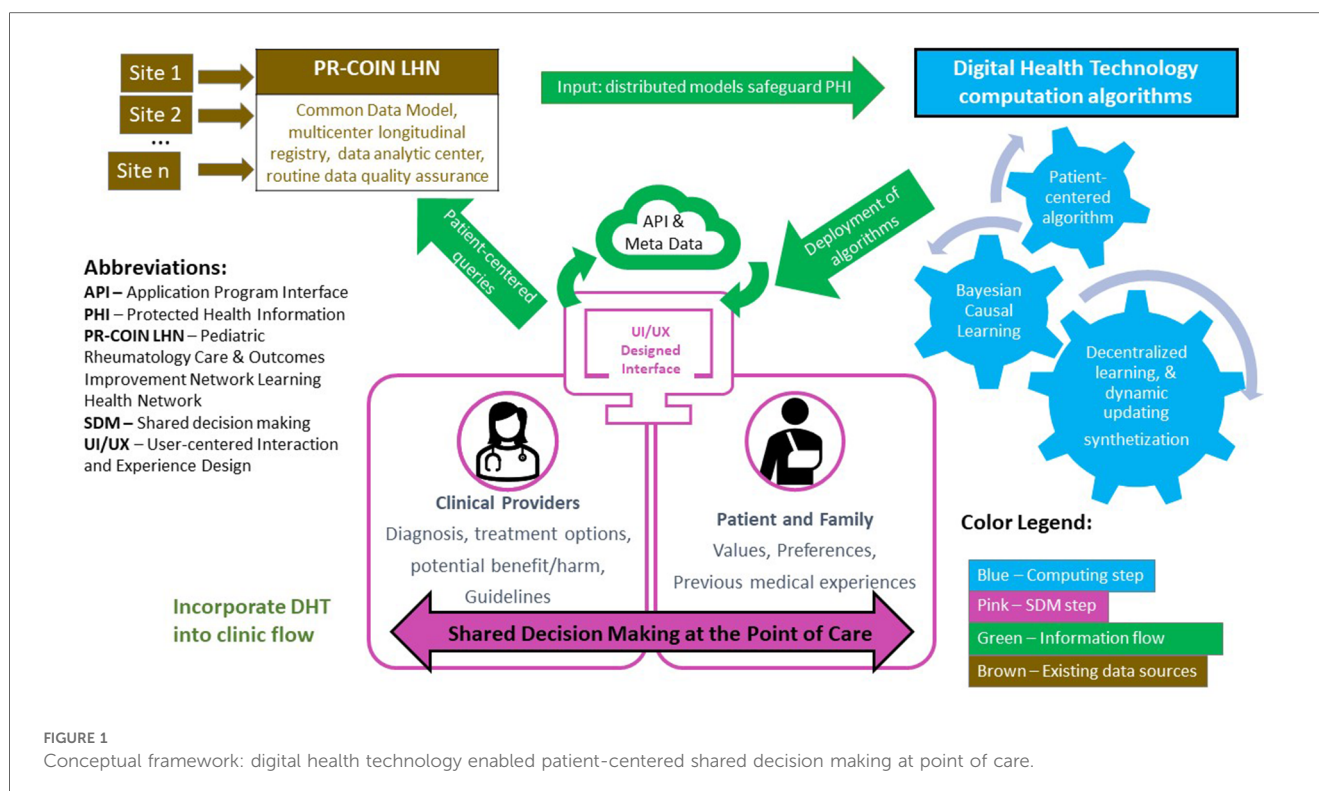 Site 1
Site 2
...
Site n
PR-COIN LHN
Common Data Model,
multicenter longitudinal
registry, data analytic center,
routine data quality assurance
Input: distributed models safeguard PHI
Digital Health Technology
computation algorithms
Patient-
centered
algorithm
Bayesian
Causal
Learning
Decentralized
learning, &
dynamic
updating
synthetization
Patient-centered
queries
API &
Meta Data
Deployment of
algorithms
UI/UX
Designed
Interface
Abbreviations:
API – Application Program Interface
PHI – Protected Health Information
PR-COIN LHN – Pediatric
Rheumatology Care & Outcomes
Improvement Network Learning
Health Network
SDM – Shared decision making
UI/UX – User-centered Interaction
and Experience Design
Clinical Providers
Diagnosis, treatment options,
potential benefit/harm,
Guidelines
Patient and Family
Values, Preferences,
Previous medical experiences
Incorporate DHT
into clinic flow
Shared Decision Making at the Point of Care
Color Legend:
Blue – Computing step
Pink – SDM step
Green – Information flow
Brown – Existing data sources
FIGURE 1
Conceptual framework: digital health technology enabled patient-centered shared decision making at point of care.